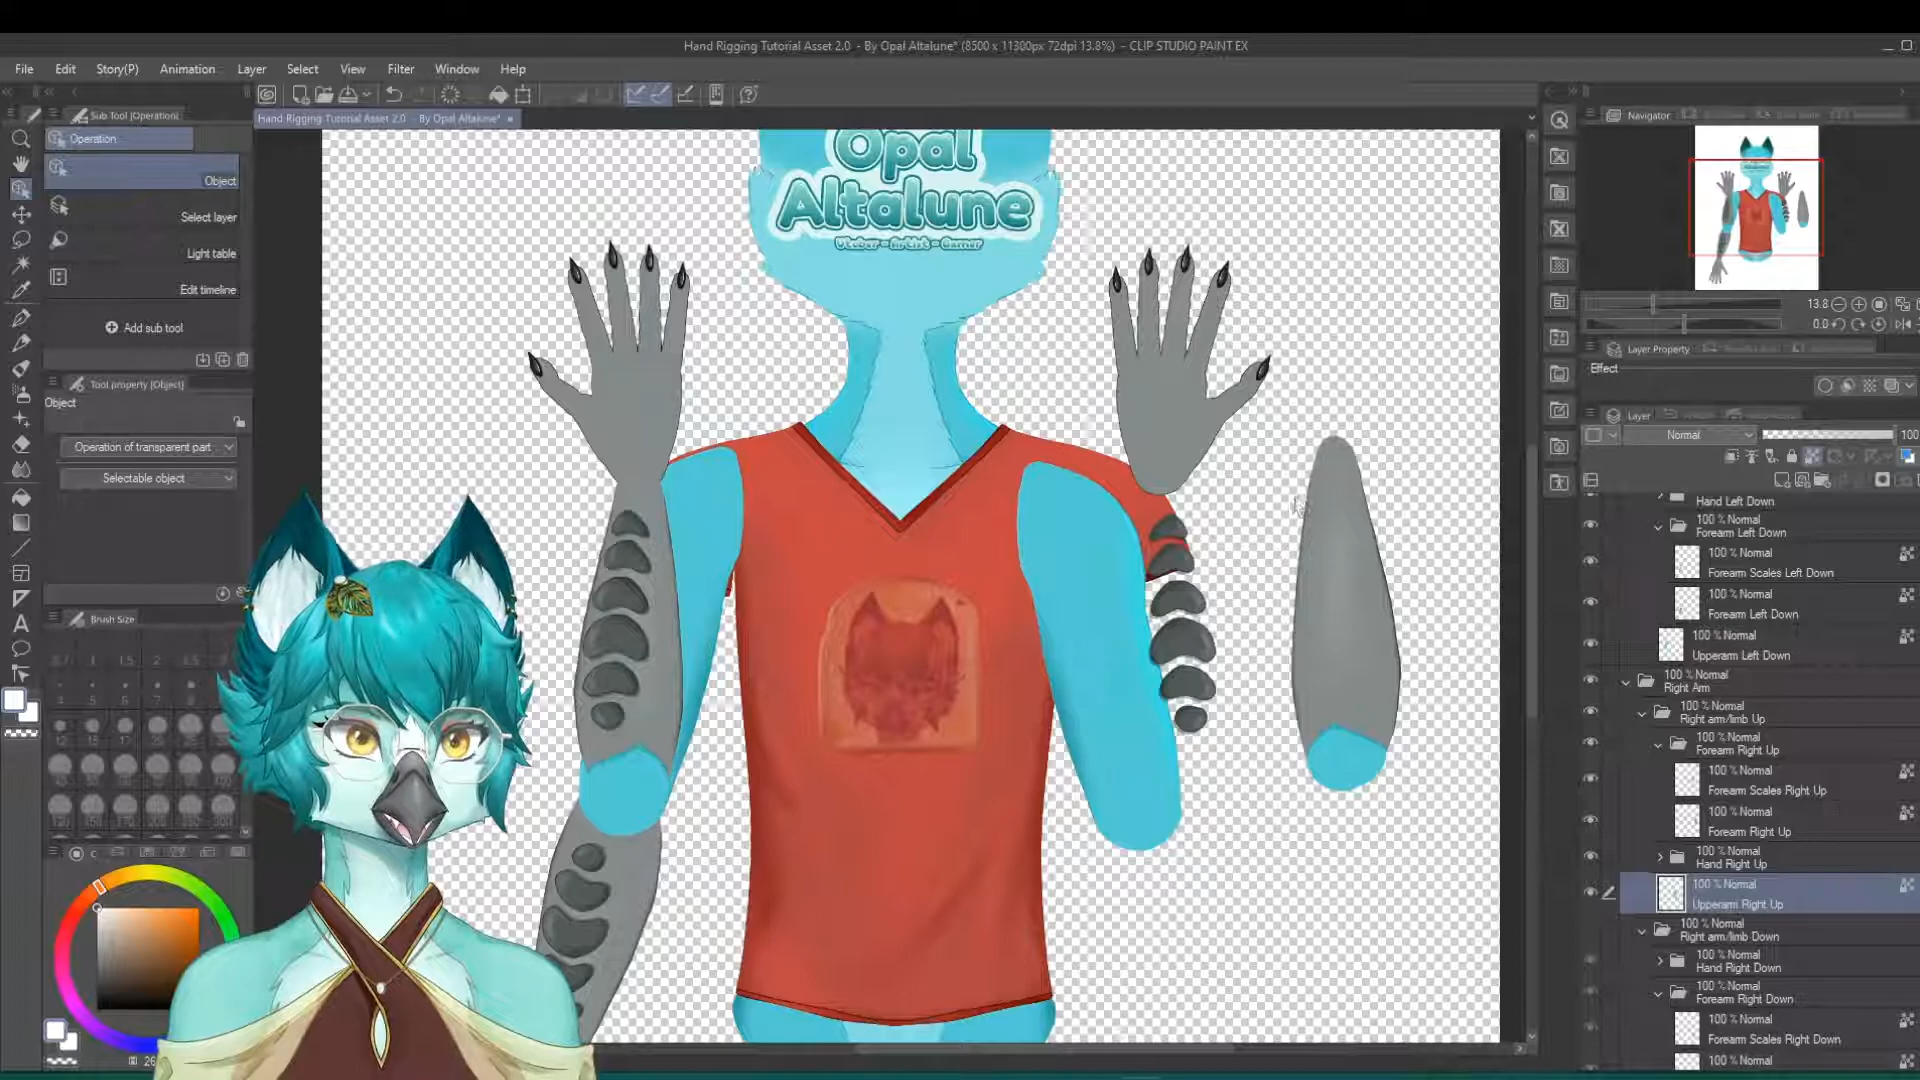 Hand Rigging Tutorial Asset 2.0 - By Opal Altalune* (8500 x 11300px 72dpi 13.8%) - CLIP STUDIO PAINT EX
File Edit Story(P) Animation Layer Select View Filter Window Help
Sub Tool [Operation]
Hand Rigging Tutorial Asset 2.0 - By Opal Altalune*
Operation
Object
Select layer
Light table
Edit timeline
Add sub tool
Tool property [Object]
Object
Operation of transparent part
Selectable object
Brush Size
Opal
Altalune
Vtuber - Artist - Gamer
Navigator
13.8
0.0
Layer Property
Effect
Layer
Normal
100
Hand Left Down
100 % Normal
Forearm Left Down
100 % Normal
Forearm Scales Left Down
100 % Normal
Forearm Left Down
100 % Normal
Upperarm Left Down
100 % Normal
Right Arm
100 % Normal
Right arm/limb Up
100 % Normal
Forearm Right Up
100 % Normal
Forearm Scales Right Up
100 % Normal
Forearm Right Up
100 % Normal
Hand Right Up
100 % Normal
Upperarm Right Up
100 % Normal
Right arm/limb Down
100 % Normal
Hand Right Down
100 % Normal
Forearm Right Down
100 % Normal
Forearm Scales Right Down
100 % Normal